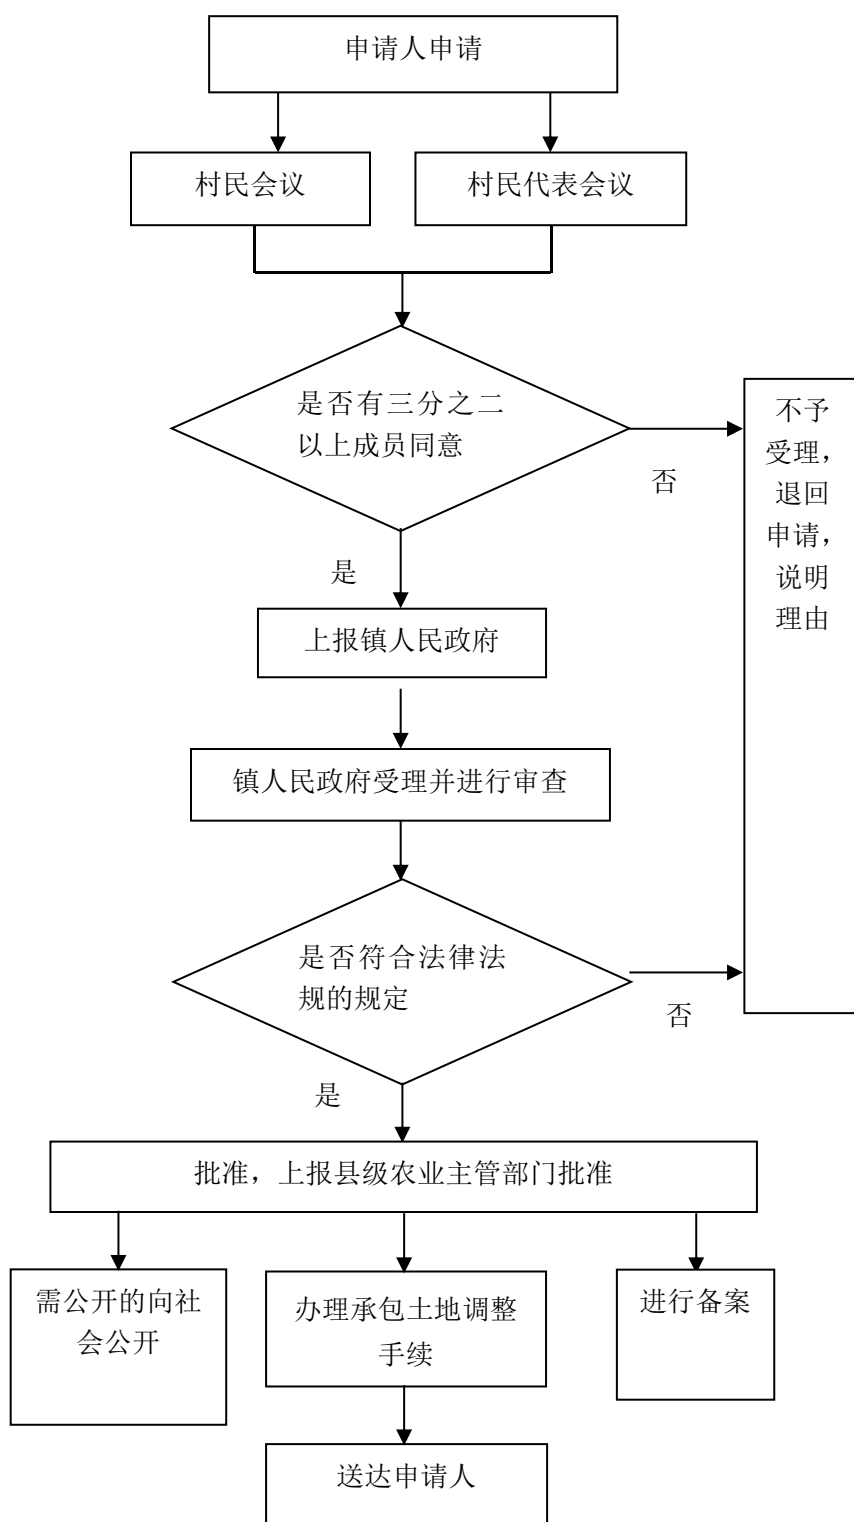 申请人申请
村民会议
村民代表会议
是否有三分之二
以上成员同意
否
不予
受理，
退回
申请，
说明
理由
是
上报镇人民政府
镇人民政府受理并进行审查
是否符合法律法
规的规定
否
是
批准，上报县级农业主管部门批准
需公开的向社
会公开
办理承包土地调整
手续
进行备案
送达申请人